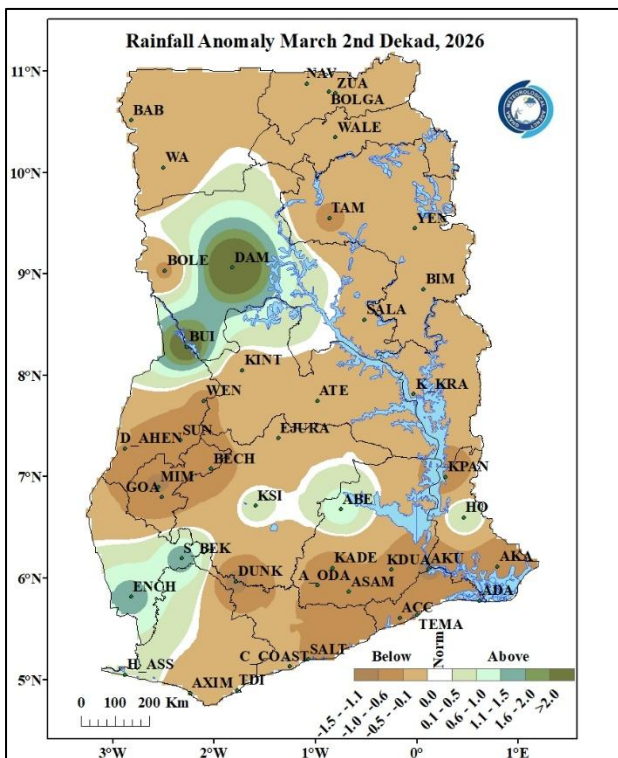 Rainfall Anomaly March 2nd Dekad, 2026
11°N
NAV
ZUA
BOLGA
BAB
WALE
WA
10°N
TAM
YEN
BOLE
DAM
9°N
BIM
SALA
BUI
KINT
8°N
WEN
ATE
K_KRA
SUN
D_AHEN
EJURA
BECH
7°N
KPAN
MIM
GOA
KSI
ABE
HO
S_BEK
KADE
KDUA
AKU
AKA
6°N
ENCH
DUNK
A_ODA
ASAM
ADA
ACC
TEMA
C_COAST
SALT
H_ASS
AXIM
TDI
5°N
Below
Norm
Above
-1.5 - -1.1
-1.0 - -0.6
-0.5 - -0.1
0.0
0.1 - 0.5
0.6 - 1.0
1.1 - 1.5
1.6 - 2.0
>2.0
0 100 200 Km
3°W
2°W
1°W
0°
1°E